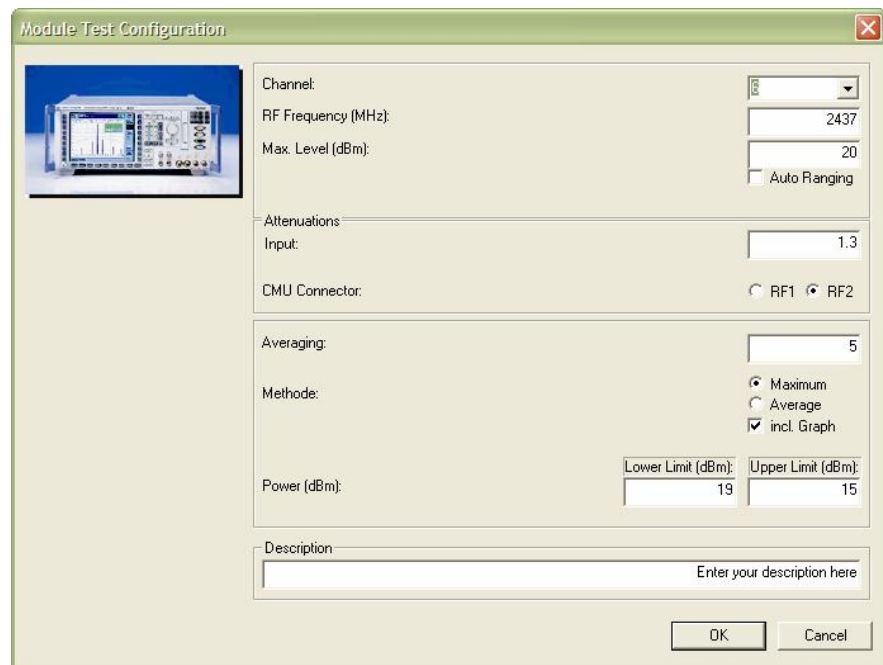 Module Test Configuration
Channel:
RF Frequency (MHz): 2437
Max. Level (dBm): 20
Auto Ranging
Attenuations
Input: 1.3
CMU Connector: RF1 RF2
Averaging: 5
Methode: Maximum
Average
incl. Graph
Lower Limit (dBm): Upper Limit (dBm):
Power (dBm): 19 15
Description
Enter your description here
OK Cancel